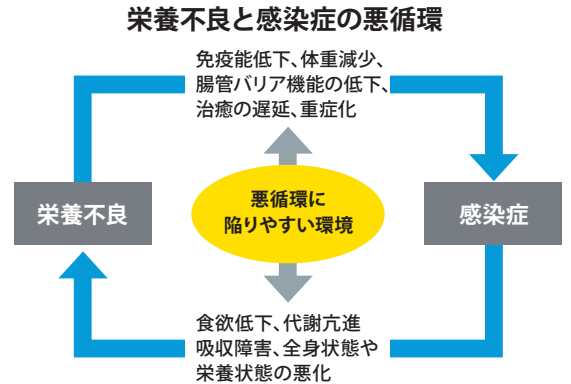 栄養不良と感染症の悪循環
免疫能低下、体重減少、
腸管バリア機能の低下、
治癒の遅延、重症化
栄養不良
悪循環に
陥りやすい環境
感染症
食欲低下、代謝亢進
吸収障害、全身状態や
栄養状態の悪化